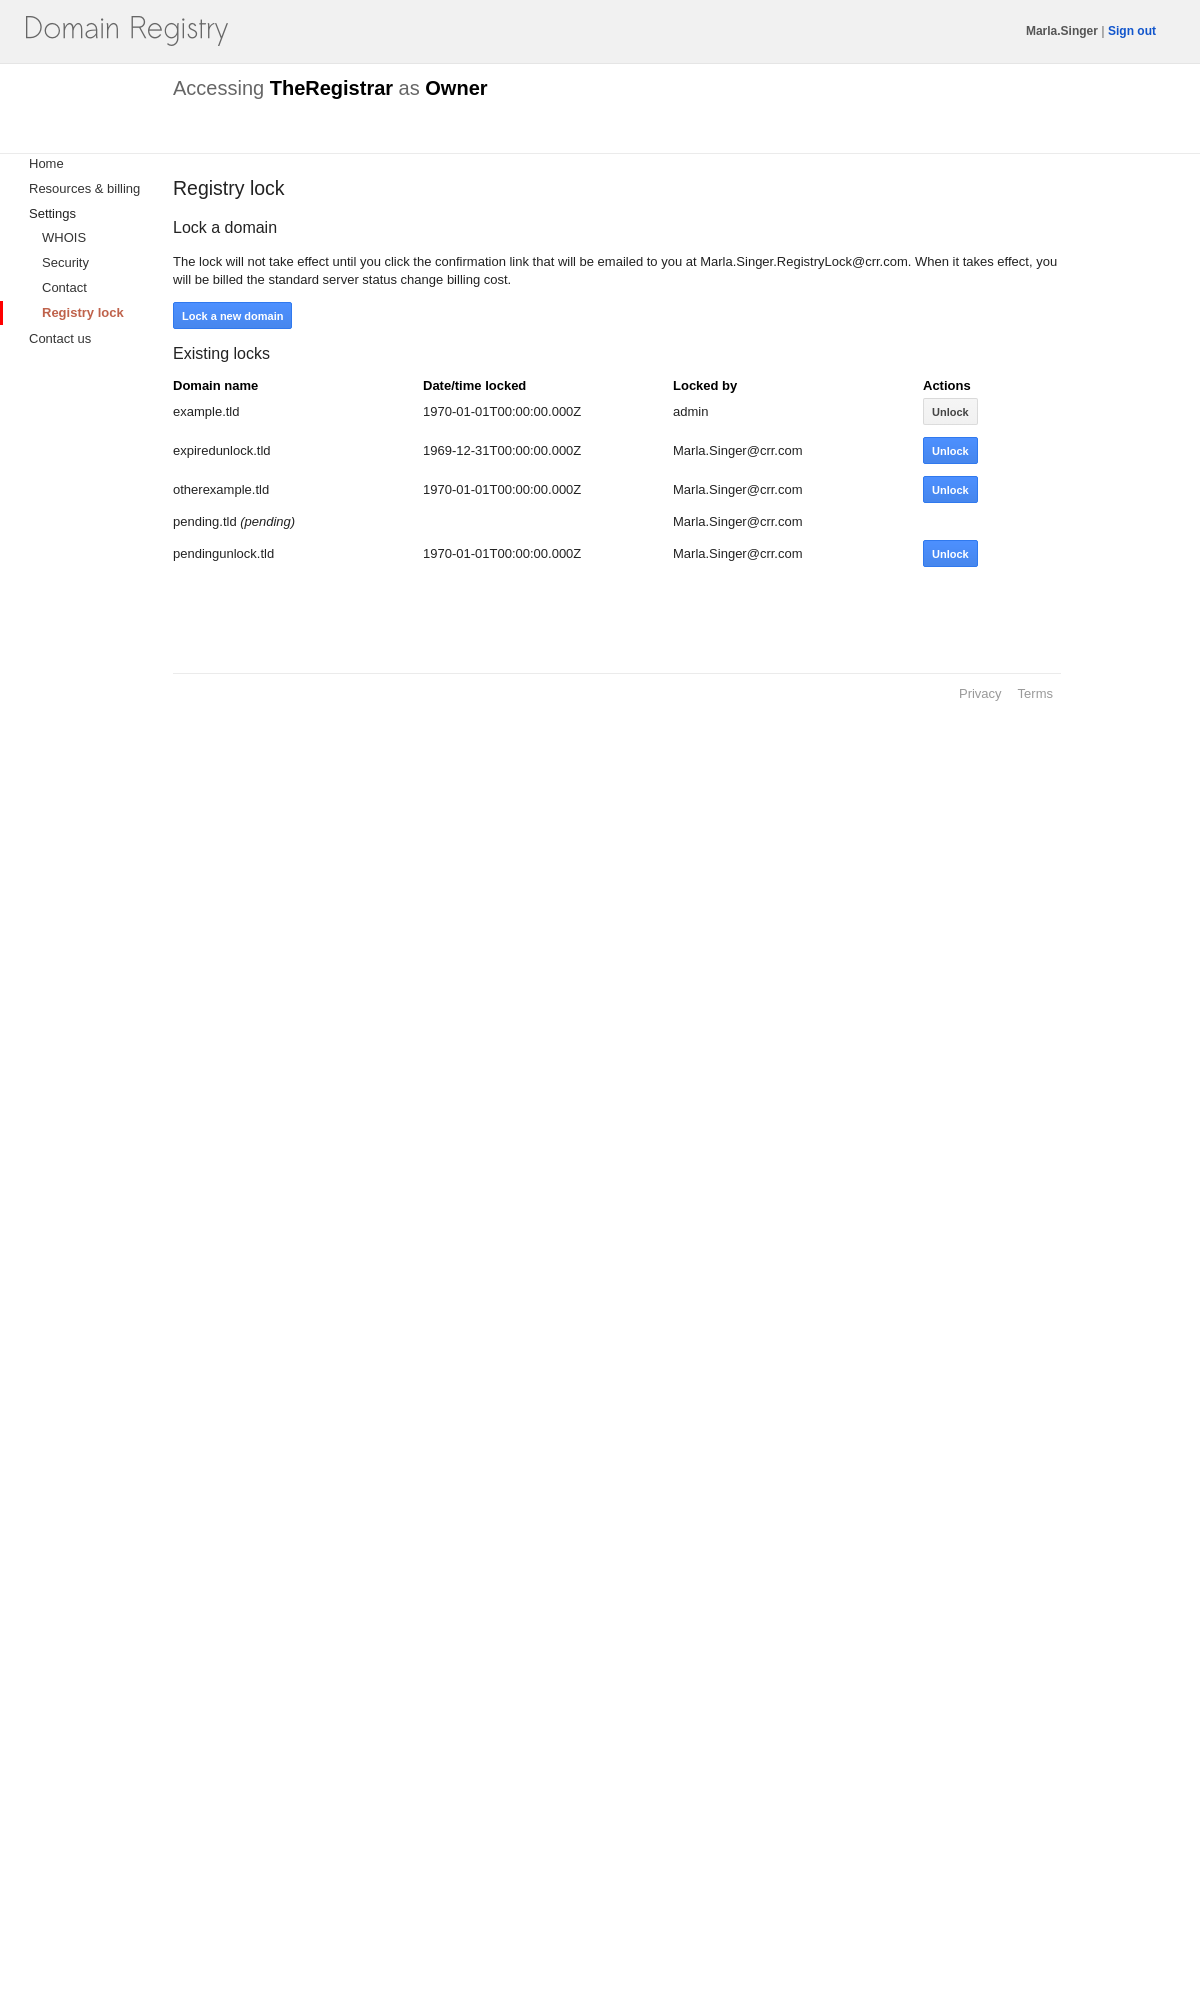 Domain Registry
Marla.Singer | Sign out
Accessing TheRegistrar as Owner
Home
Resources & billing
Settings
WHOIS
Security
Contact
Registry lock
Contact us
Registry lock
Lock a domain
The lock will not take effect until you click the confirmation link that will be emailed to you at Marla.Singer.RegistryLock@crr.com. When it takes effect, you
will be billed the standard server status change billing cost.
Lock a new domain
Existing locks
Domain name Date/time locked Locked by Actions
example.tld 1970-01-01T00:00:00.000Z admin Unlock
expiredunlock.tld 1969-12-31T00:00:00.000Z Marla.Singer@crr.com Unlock
otherexample.tld 1970-01-01T00:00:00.000Z Marla.Singer@crr.com Unlock
pending.tld (pending) Marla.Singer@crr.com
pendingunlock.tld 1970-01-01T00:00:00.000Z Marla.Singer@crr.com Unlock
Privacy Terms